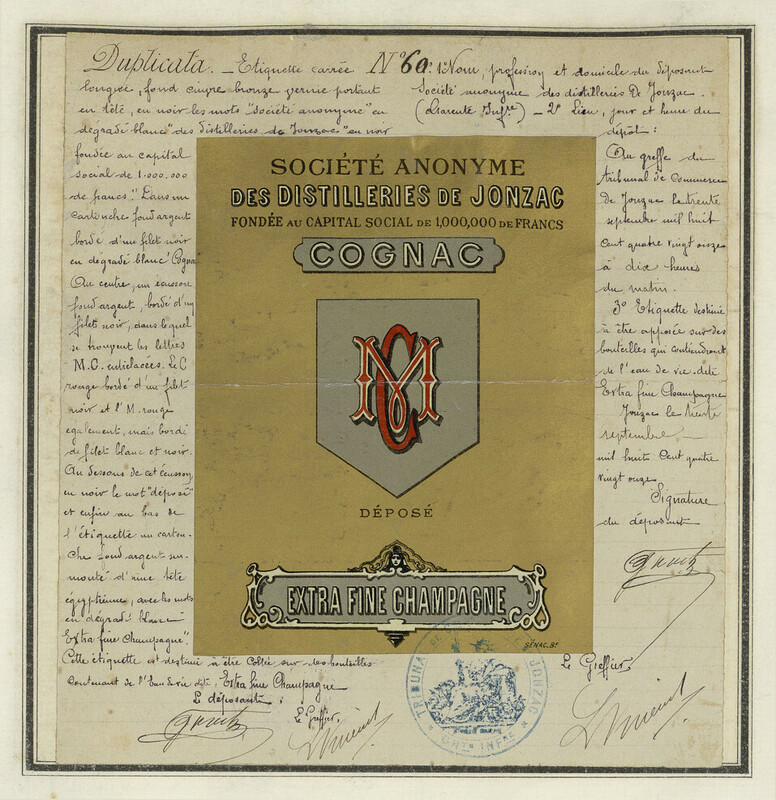 Duplicata. — Etiquette carrée
longue, fond cuivre bronze vernie portant
en tête, en noir les mots "Société anonyme" en
dégradé blanc "des Distilleries de Jonzac" en noir
fondée au capital
social de 1.000.000
de francs". Dans un
cartouche fond argent
bordé d'un filet noir
en dégradé blanc "Cognac
Au centre, un écusson
fond argent, bordé d'un
filet noir, dans lequel
se trouvent les lettres
M.C. entrelacées. Le C
rouge bordé d'un filet
noir et l'M rouge
également, mais bordé
de filet blanc et noir.
Au dessous de cet écusson,
en noir le mot "déposé"
et enfin au bas de
l'étiquette un cartou-
che fond argent sur-
monté d'une tête
égyptienne, avec les mots
en dégradé blanc
Extra fine Champagne".
Cette étiquette est destiné à être collée sur les bouteilles
contenant de l'eau de vie dite: Extra fine Champagne
Le déposant:
Le Greffier,
No 60: 1o Nom, profession et domicile du déposant
Société anonyme des distilleries de Jonzac.
(Charente Infre) — 2o Lieu, jour et heure du
dépôt:
Au greffe du
Tribunal de Commerce
de Jonzac le trente
septembre mil huit
cent quatre vingt onze
à dix heures
du matin.
3o Etiquette destinée
à être apposée sur des
bouteilles qui contiendront
de l'eau de vie dite
Extra fine Champagne
Jonzac le trente
septembre
mil huit cent quatre
vingt onze
Signature
du déposant
Le Greffier,
SOCIÉTÉ ANONYME
DES DISTILLERIES DE JONZAC
FONDÉE AU CAPITAL SOCIAL DE 1,000,000 DE FRANCS
COGNAC
MC
DÉPOSÉ
EXTRA FINE CHAMPAGNE
SÉNAC.Bx
TRIBUNAL DE JONZAC
CHTE INFRE